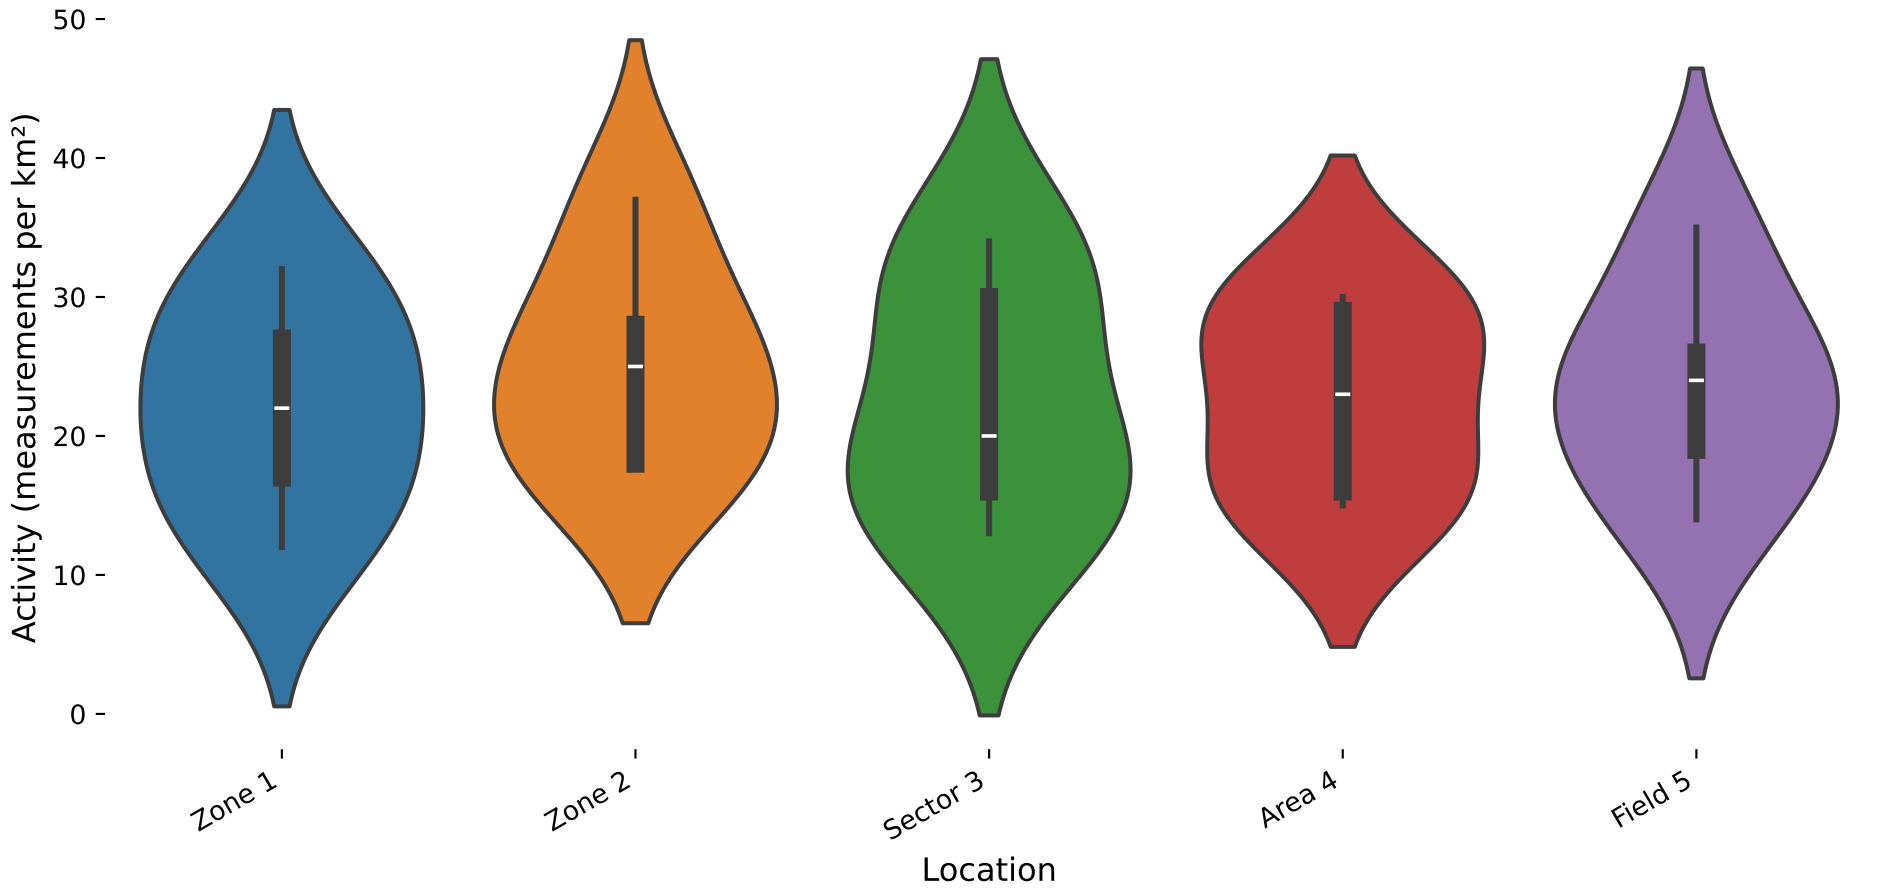 Activity (measurements per km²)
50
40
30
20
10
0
Zone 1
Zone 2
Sector 3
Area 4
Field 5
Location